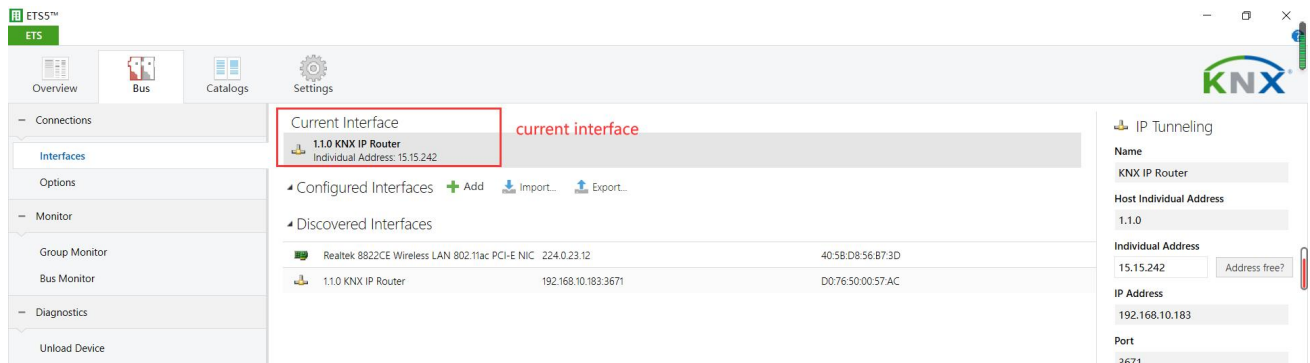 ETS5™
ETS
Overview Bus Catalogs Settings
KNX
Connections
Interfaces
Options
Monitor
Group Monitor
Bus Monitor
Diagnostics
Unload Device
Current Interface
current interface
1.1.0 KNX IP Router
Individual Address: 15.15.242
Configured Interfaces Add Import... Export...
Discovered Interfaces
Realtek 8822CE Wireless LAN 802.11ac PCI-E NIC 224.0.23.12 40:5B:D8:56:B7:3D
1.1.0 KNX IP Router 192.168.10.183:3671 D0:76:50:00:57:AC
IP Tunneling
Name
KNX IP Router
Host Individual Address
1.1.0
Individual Address
15.15.242 Address free?
IP Address
192.168.10.183
Port
3671